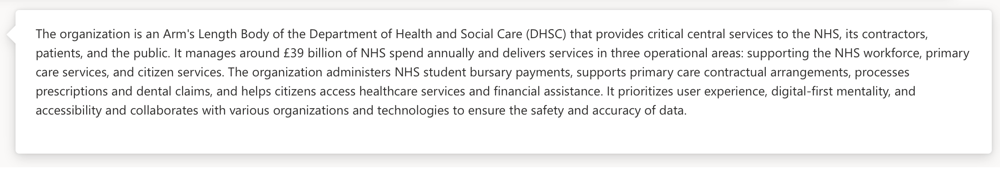 The organization is an Arm's Length Body of the Department of Health and Social Care (DHSC) that provides critical central services to the NHS, its contractors,
patients, and the public. It manages around £39 billion of NHS spend annually and delivers services in three operational areas: supporting the NHS workforce, primary
care services, and citizen services. The organization administers NHS student bursary payments, supports primary care contractual arrangements, processes
prescriptions and dental claims, and helps citizens access healthcare services and financial assistance. It prioritizes user experience, digital-first mentality, and
accessibility and collaborates with various organizations and technologies to ensure the safety and accuracy of data.